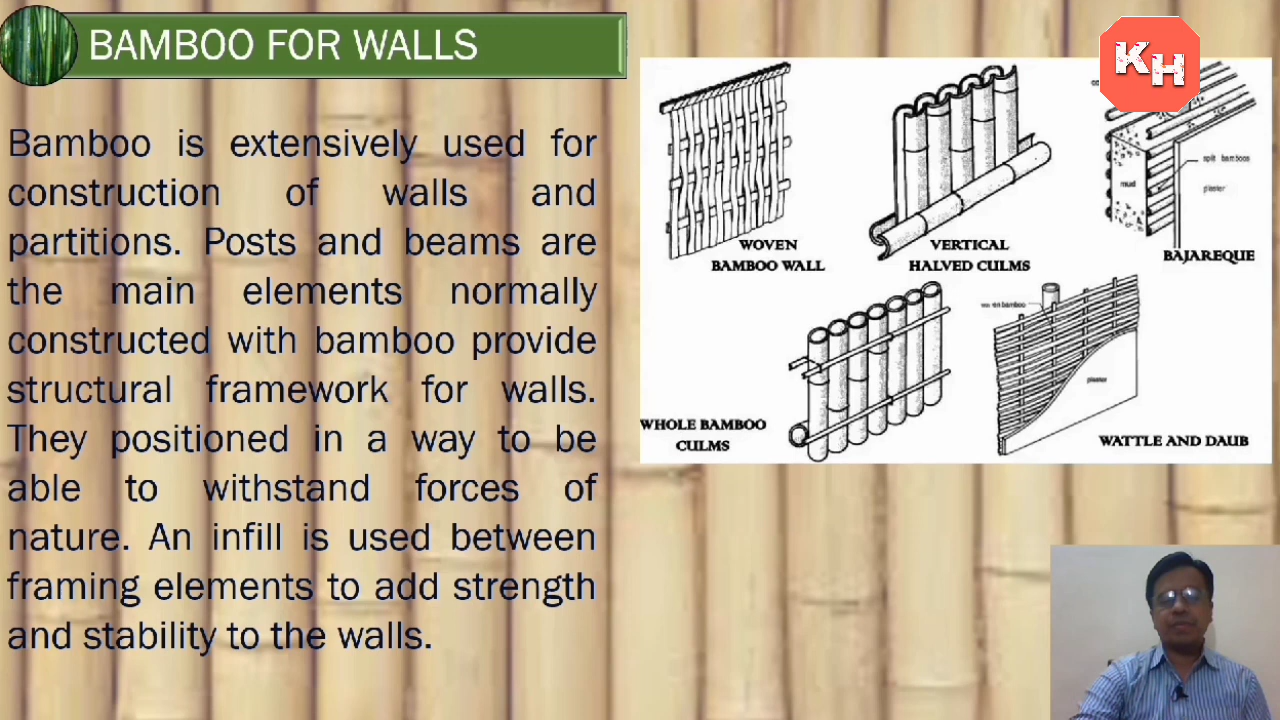 BAMBOO FOR WALLS
Bamboo is extensively used for
construction of walls and
partitions. Posts and beams are
the main elements normally
constructed with bamboo provide
structural framework for walls.
They positioned in a way to be
able to withstand forces of
nature. An infill is used between
framing elements to add strength
and stability to the walls.
KH
WOVEN
BAMBOO WALL
VERTICAL
HALVED CULMS
split bamboos
mud
plaster
BAJAREQUE
WHOLE BAMBOO
CULMS
bamboo
plaster
WATTLE AND DAUB